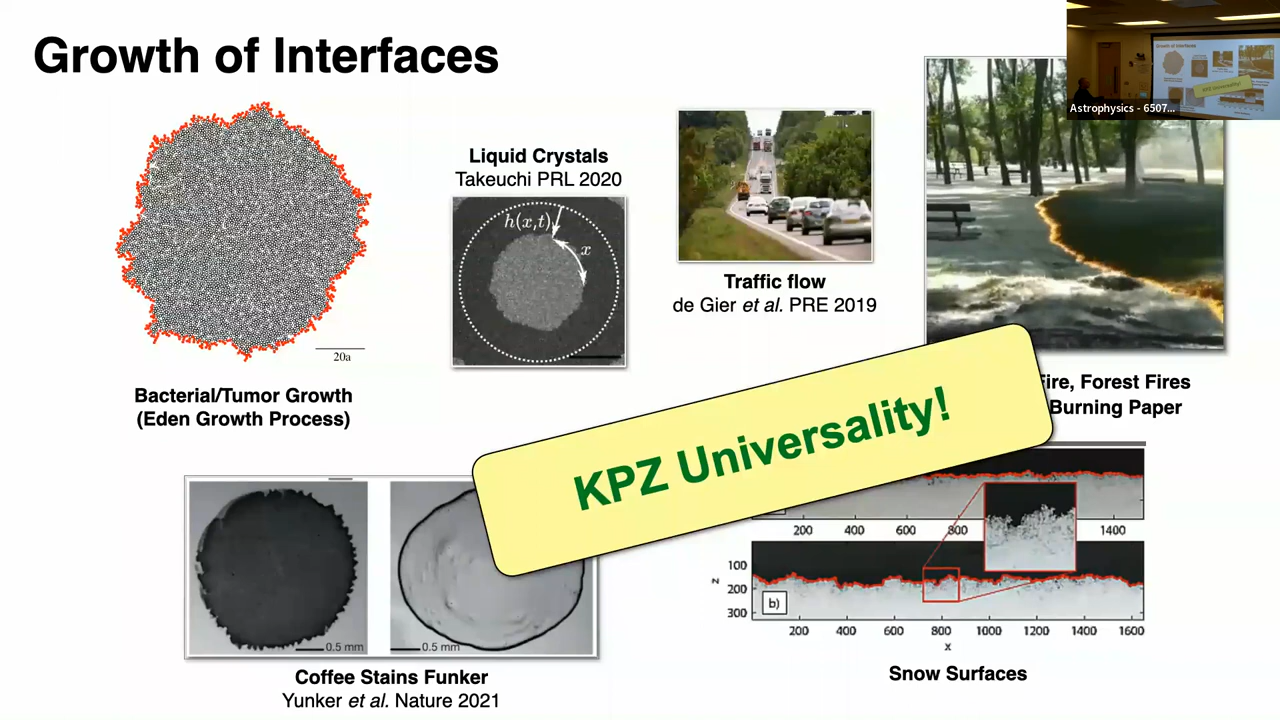 Growth of Interfaces
Astrophysics - 6507...
Liquid Crystals
Takeuchi PRL 2020
h(x,t)
x
20a
Traffic flow
de Gier et al. PRE 2019
Bacterial/Tumor Growth
(Eden Growth Process)
Fire, Forest Fires
Burning Paper
KPZ Universality!
0.5 mm
0.5 mm
Coffee Stains Funker
Yunker et al. Nature 2021
200 400 600 800 1400
z
100
200
300
b)
200 400 600 800 1000 1200 1400 1600
x
Snow Surfaces